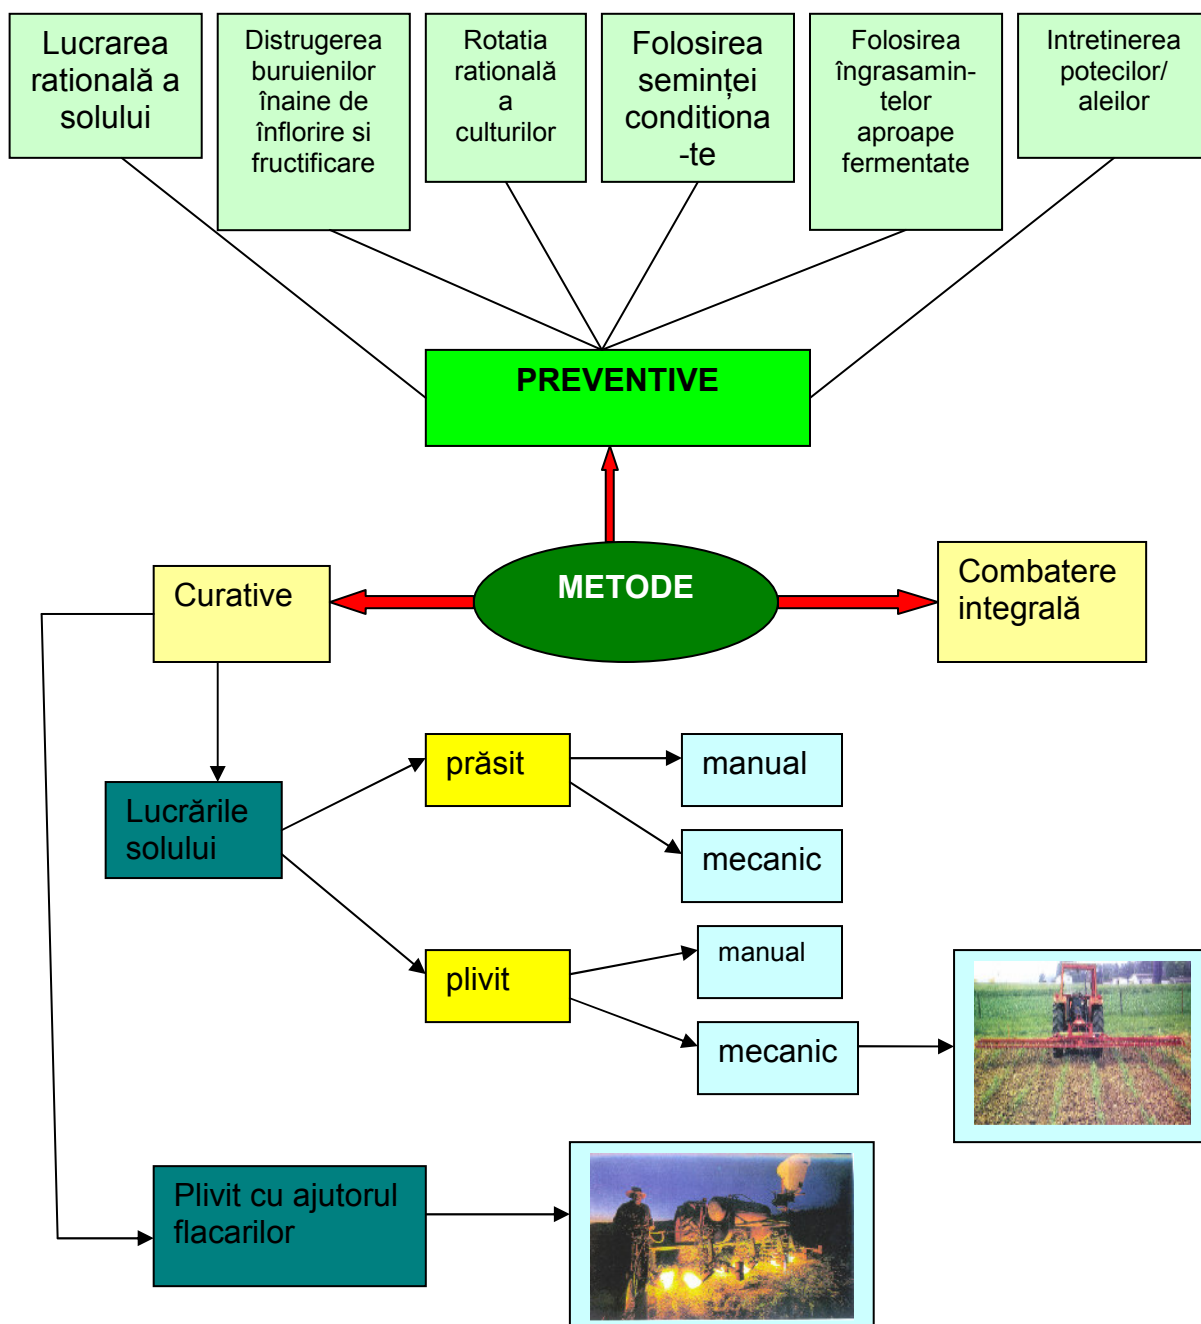 Lucrarea
ratională a
solului
Distrugerea
buruienilor
înaine de
înflorire si
fructificare
Rotatia
ratională
a
culturilor
Folosirea
seminței
conditiona
-te
Folosirea
îngrasamin-
telor
aproape
fermentate
Intretinerea
potecilor/
aleilor
PREVENTIVE
METODE
Curative
Combatere
integrală
Lucrările
solului
prăsit
manual
mecanic
plivit
manual
mecanic
Plivit cu ajutorul
flacarilor